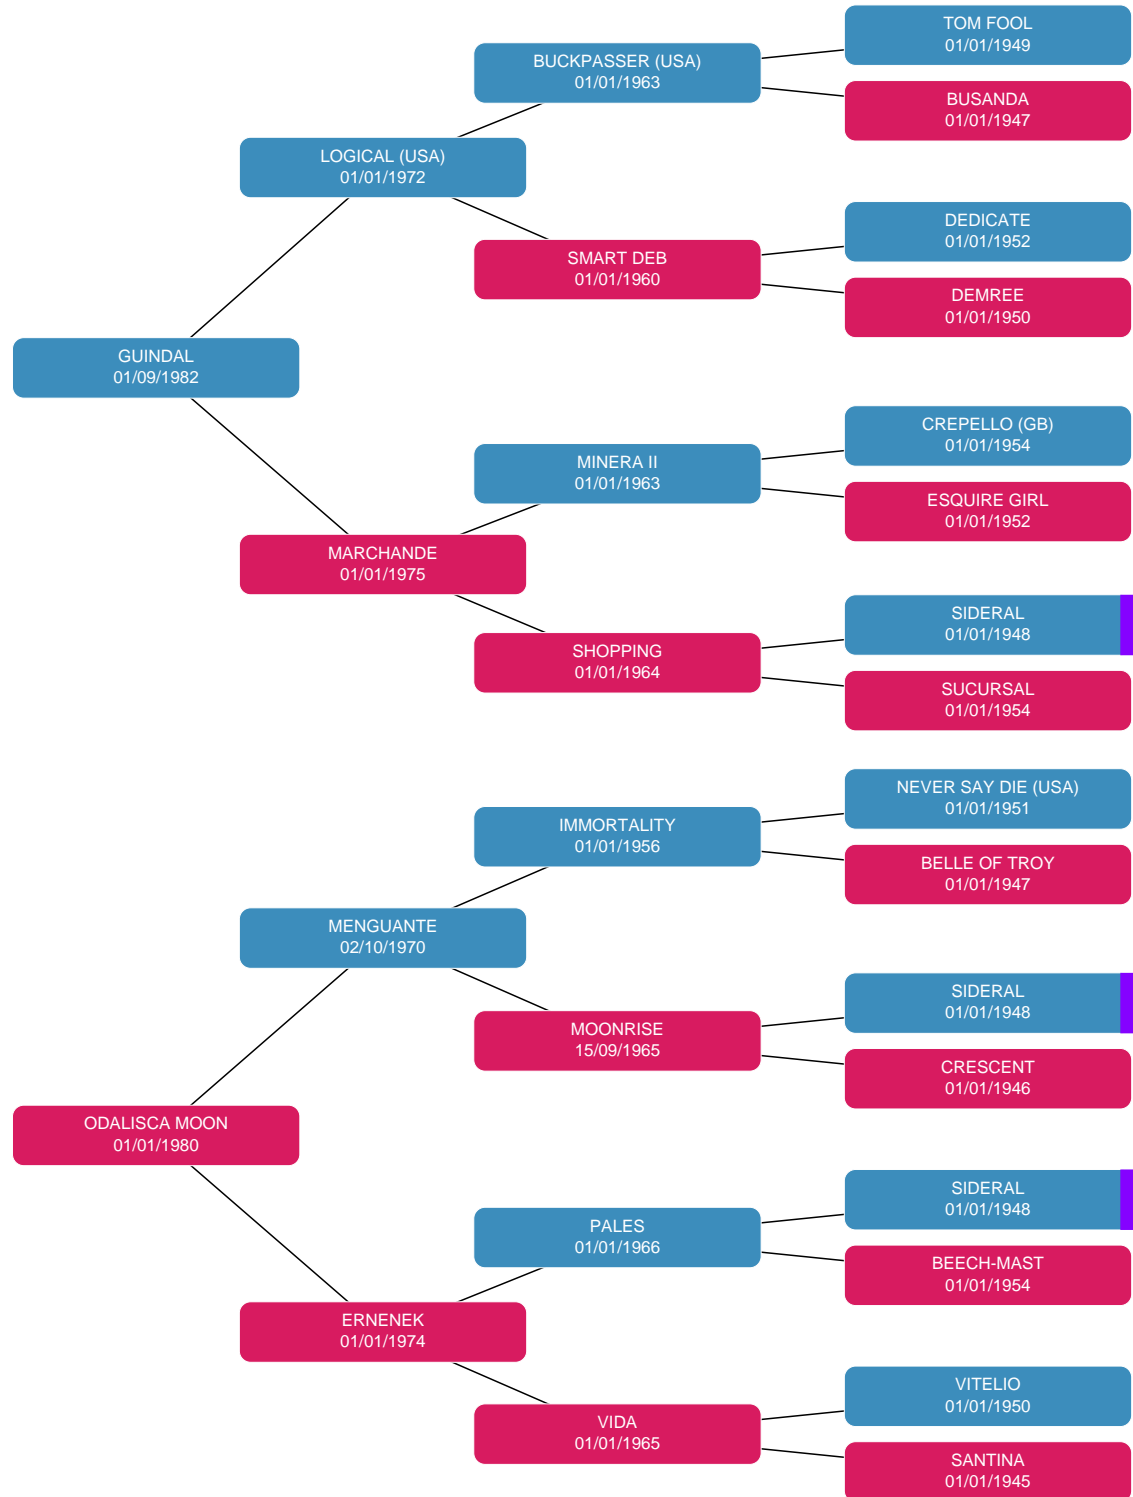 TOM FOOL
01/01/1949
BUCKPASSER (USA)
01/01/1963
BUSANDA
01/01/1947
LOGICAL (USA)
01/01/1972
DEDICATE
01/01/1952
SMART DEB
01/01/1960
DEMREE
01/01/1950
GUINDAL
01/09/1982
CREPELLO (GB)
01/01/1954
MINERA II
01/01/1963
ESQUIRE GIRL
01/01/1952
MARCHANDE
01/01/1975
SIDERAL
01/01/1948
SHOPPING
01/01/1964
SUCURSAL
01/01/1954
NEVER SAY DIE (USA)
01/01/1951
IMMORTALITY
01/01/1956
BELLE OF TROY
01/01/1947
MENGUANTE
02/10/1970
SIDERAL
01/01/1948
MOONRISE
15/09/1965
CRESCENT
01/01/1946
ODALISCA MOON
01/01/1980
SIDERAL
01/01/1948
PALES
01/01/1966
BEECH-MAST
01/01/1954
ERNENEK
01/01/1974
VITELIO
01/01/1950
VIDA
01/01/1965
SANTINA
01/01/1945